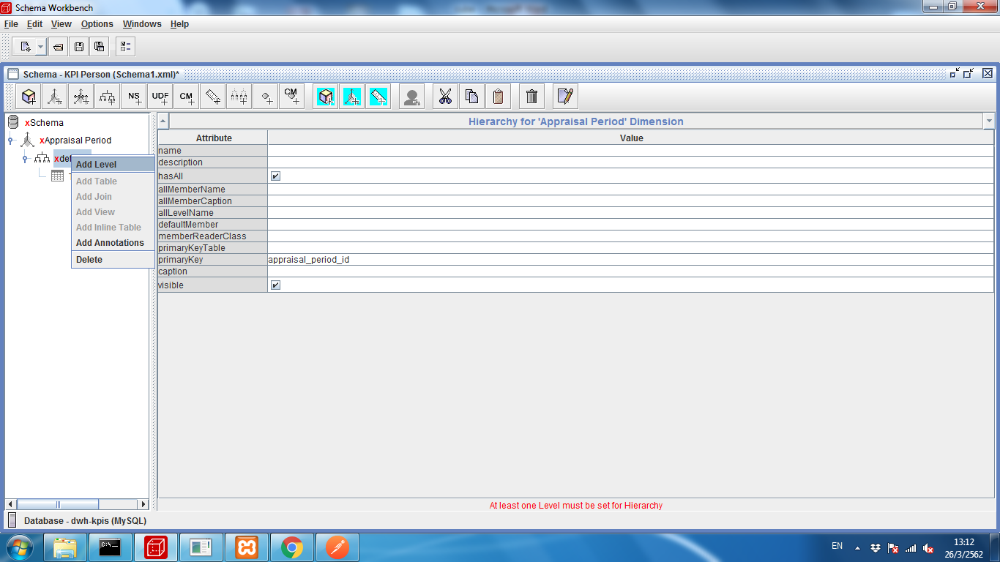 Schema Workbench
File Edit View Options Windows Help
Schema - KPI Person (Schema1.xml)*
NS UDF CM CM
xSchema
xAppraisal Period
Add Level
Add Table
Add Join
Add View
Add Inline Table
Add Annotations
Delete
Hierarchy for 'Appraisal Period' Dimension
Attribute Value
name
description
hasAll
allMemberName
allMemberCaption
allLevelName
defaultMember
memberReaderClass
primaryKeyTable
primaryKey appraisal_period_id
caption
visible
At least one Level must be set for Hierarchy
Database - dwh-kpis (MySQL)
C:\
EN
13:12
26/3/2562